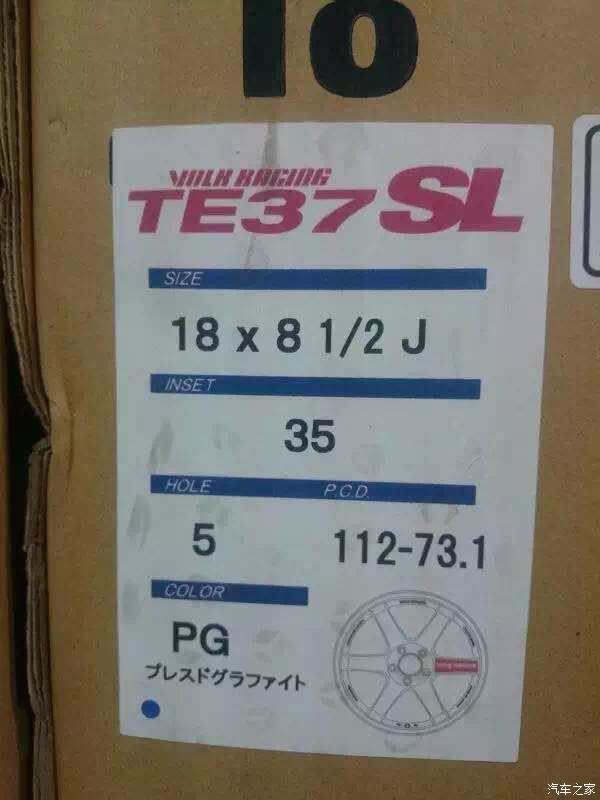 18
VOLK RACING
TE37SL
SIZE
18 x 8 1/2 J
INSET
35
HOLE P.C.D.
5 112-73.1
COLOR
PG
プレスドグラファイト
汽车之家